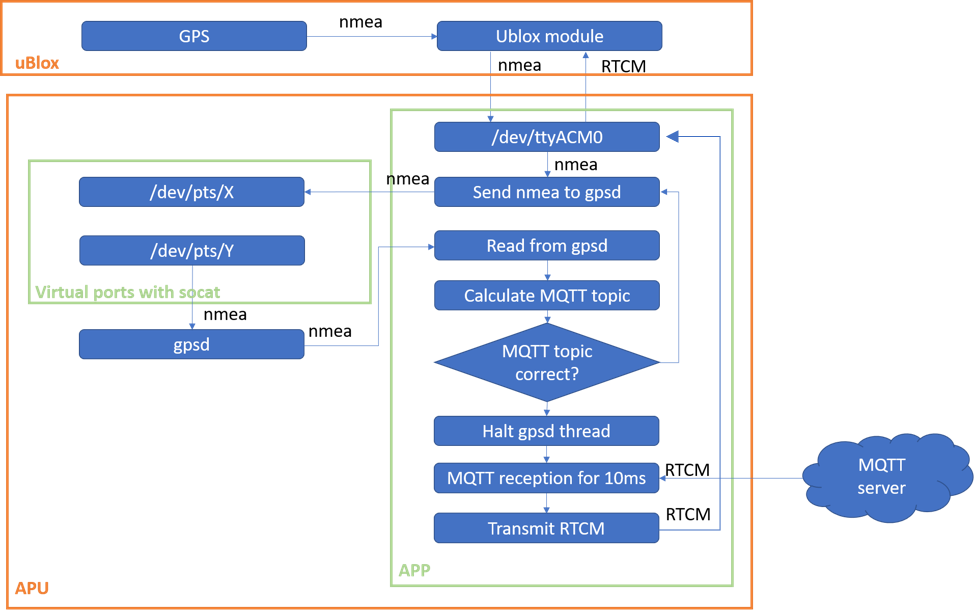 GPS
nmea
Ublox module
uBlox
nmea
RTCM
/dev/ttyACM0
nmea
/dev/pts/X
nmea
Send nmea to gpsd
/dev/pts/Y
Read from gpsd
Virtual ports with socat
Calculate MQTT topic
nmea
gpsd
nmea
MQTT topic
correct?
Halt gpsd thread
MQTT reception for 10ms
RTCM
MQTT
server
Transmit RTCM
RTCM
APP
APU